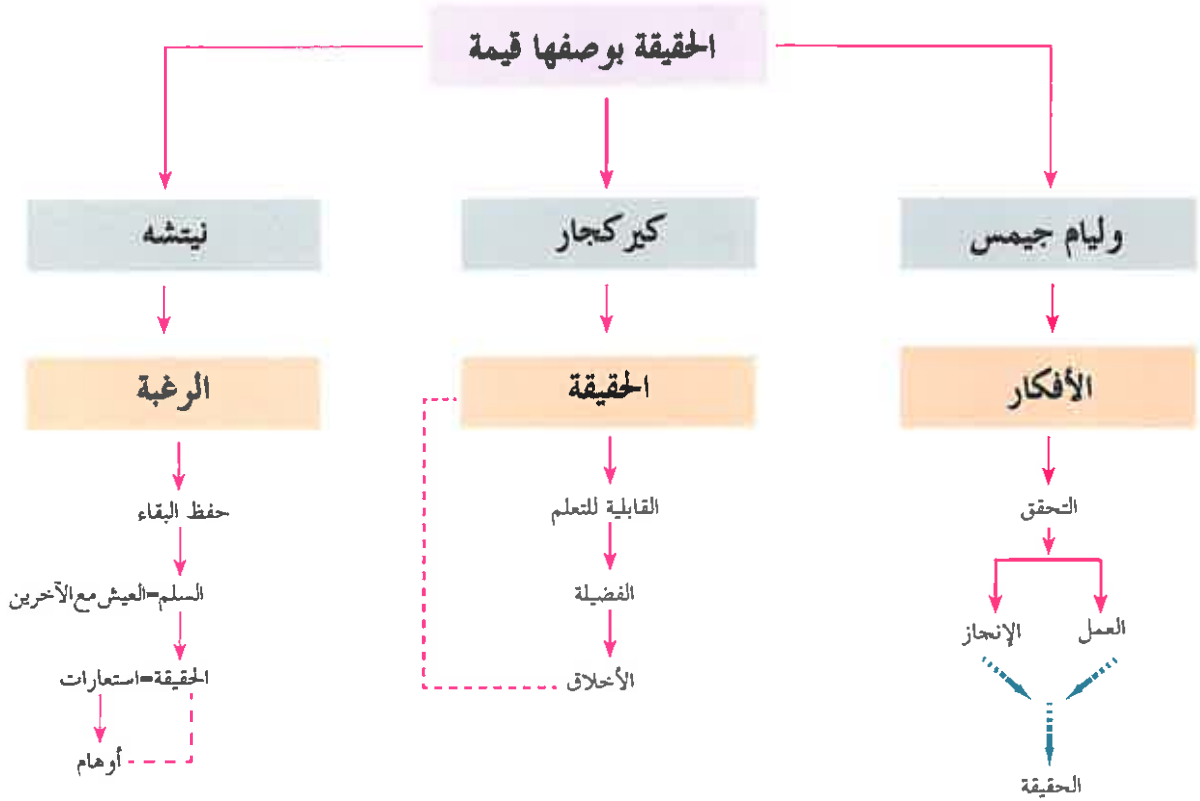 الحقيقة بوصفها قيمة
وليام جيمس
كيركجار
نيتشه
الأفكار
الحقيقة
الرغبة
التحقق
القابلية للتعلم
حفظ البقاء
العمل
الإنجاز
الفضيلة
السلم=العيش مع الآخرين
الأخلاق
الحقيقة=استعارات
أوهام
الحقيقة